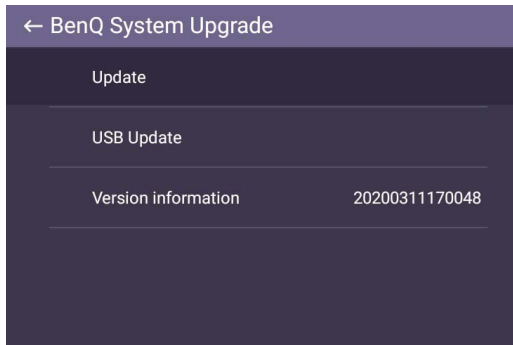 ← BenQ System Upgrade
Update
USB Update
Version information 20200311170048